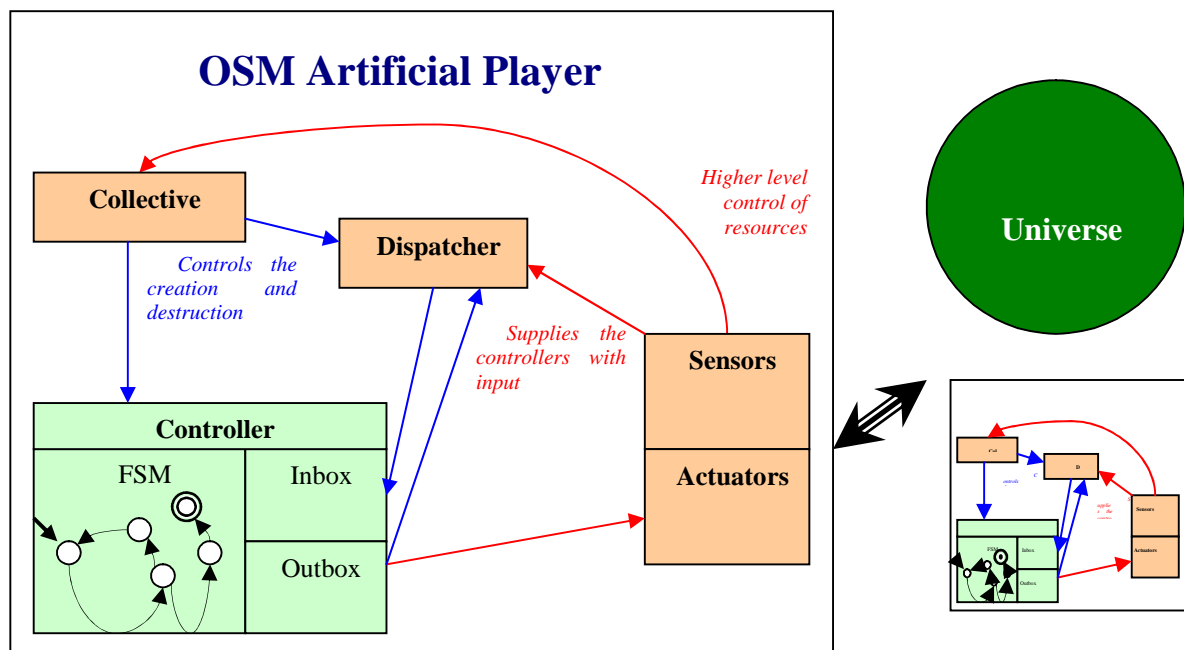 OSM Artificial Player
Collective
Dispatcher
Higher level
control of
resources
Controls the
creation and
destruction
Supplies the
controllers with
input
Sensors
Actuators
Controller
FSM
Inbox
Outbox
Universe
D
Sensors
Actuators
FSM
Inbox
Outbox